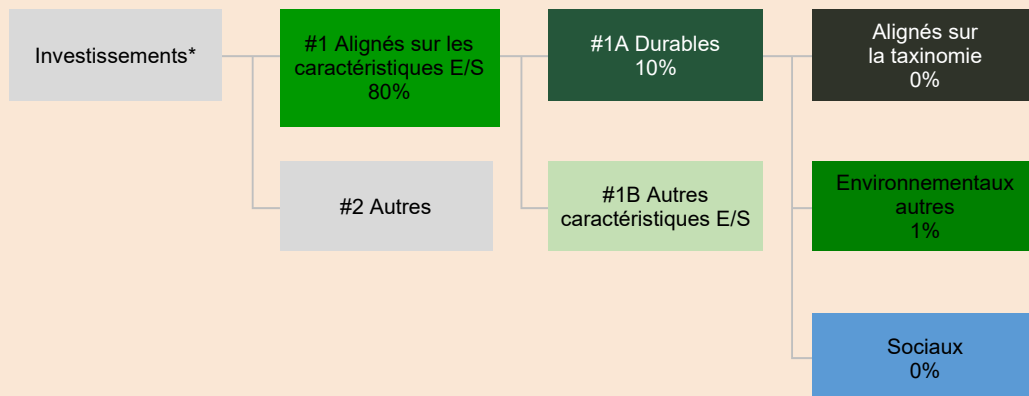 Investissements*
#1 Alignés sur les
caractéristiques E/S
80%
#1A Durables
10%
Alignés sur
la taxinomie
0%
#2 Autres
#1B Autres
caractéristiques E/S
Environnementaux
autres
1%
Sociaux
0%